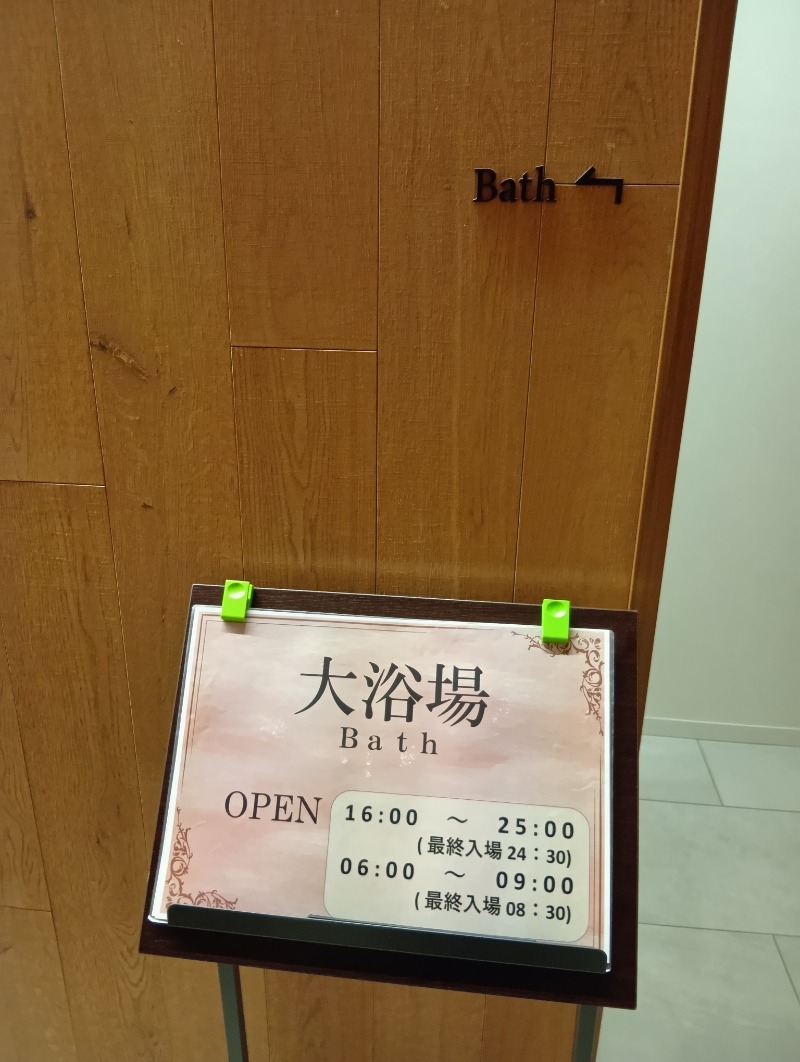 Bath
大浴場
Bath
OPEN
16:00 ～ 25:00
(最終入場 24：30)
06:00 ～ 09:00
(最終入場 08：30)